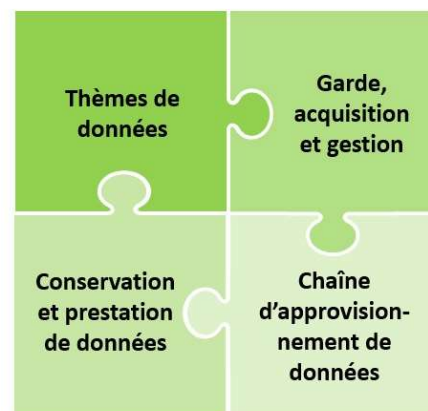 Thèmes de
données
Garde,
acquisition
et gestion
Conservation
et prestation
de données
Chaîne
d'approvision-
nement de
données